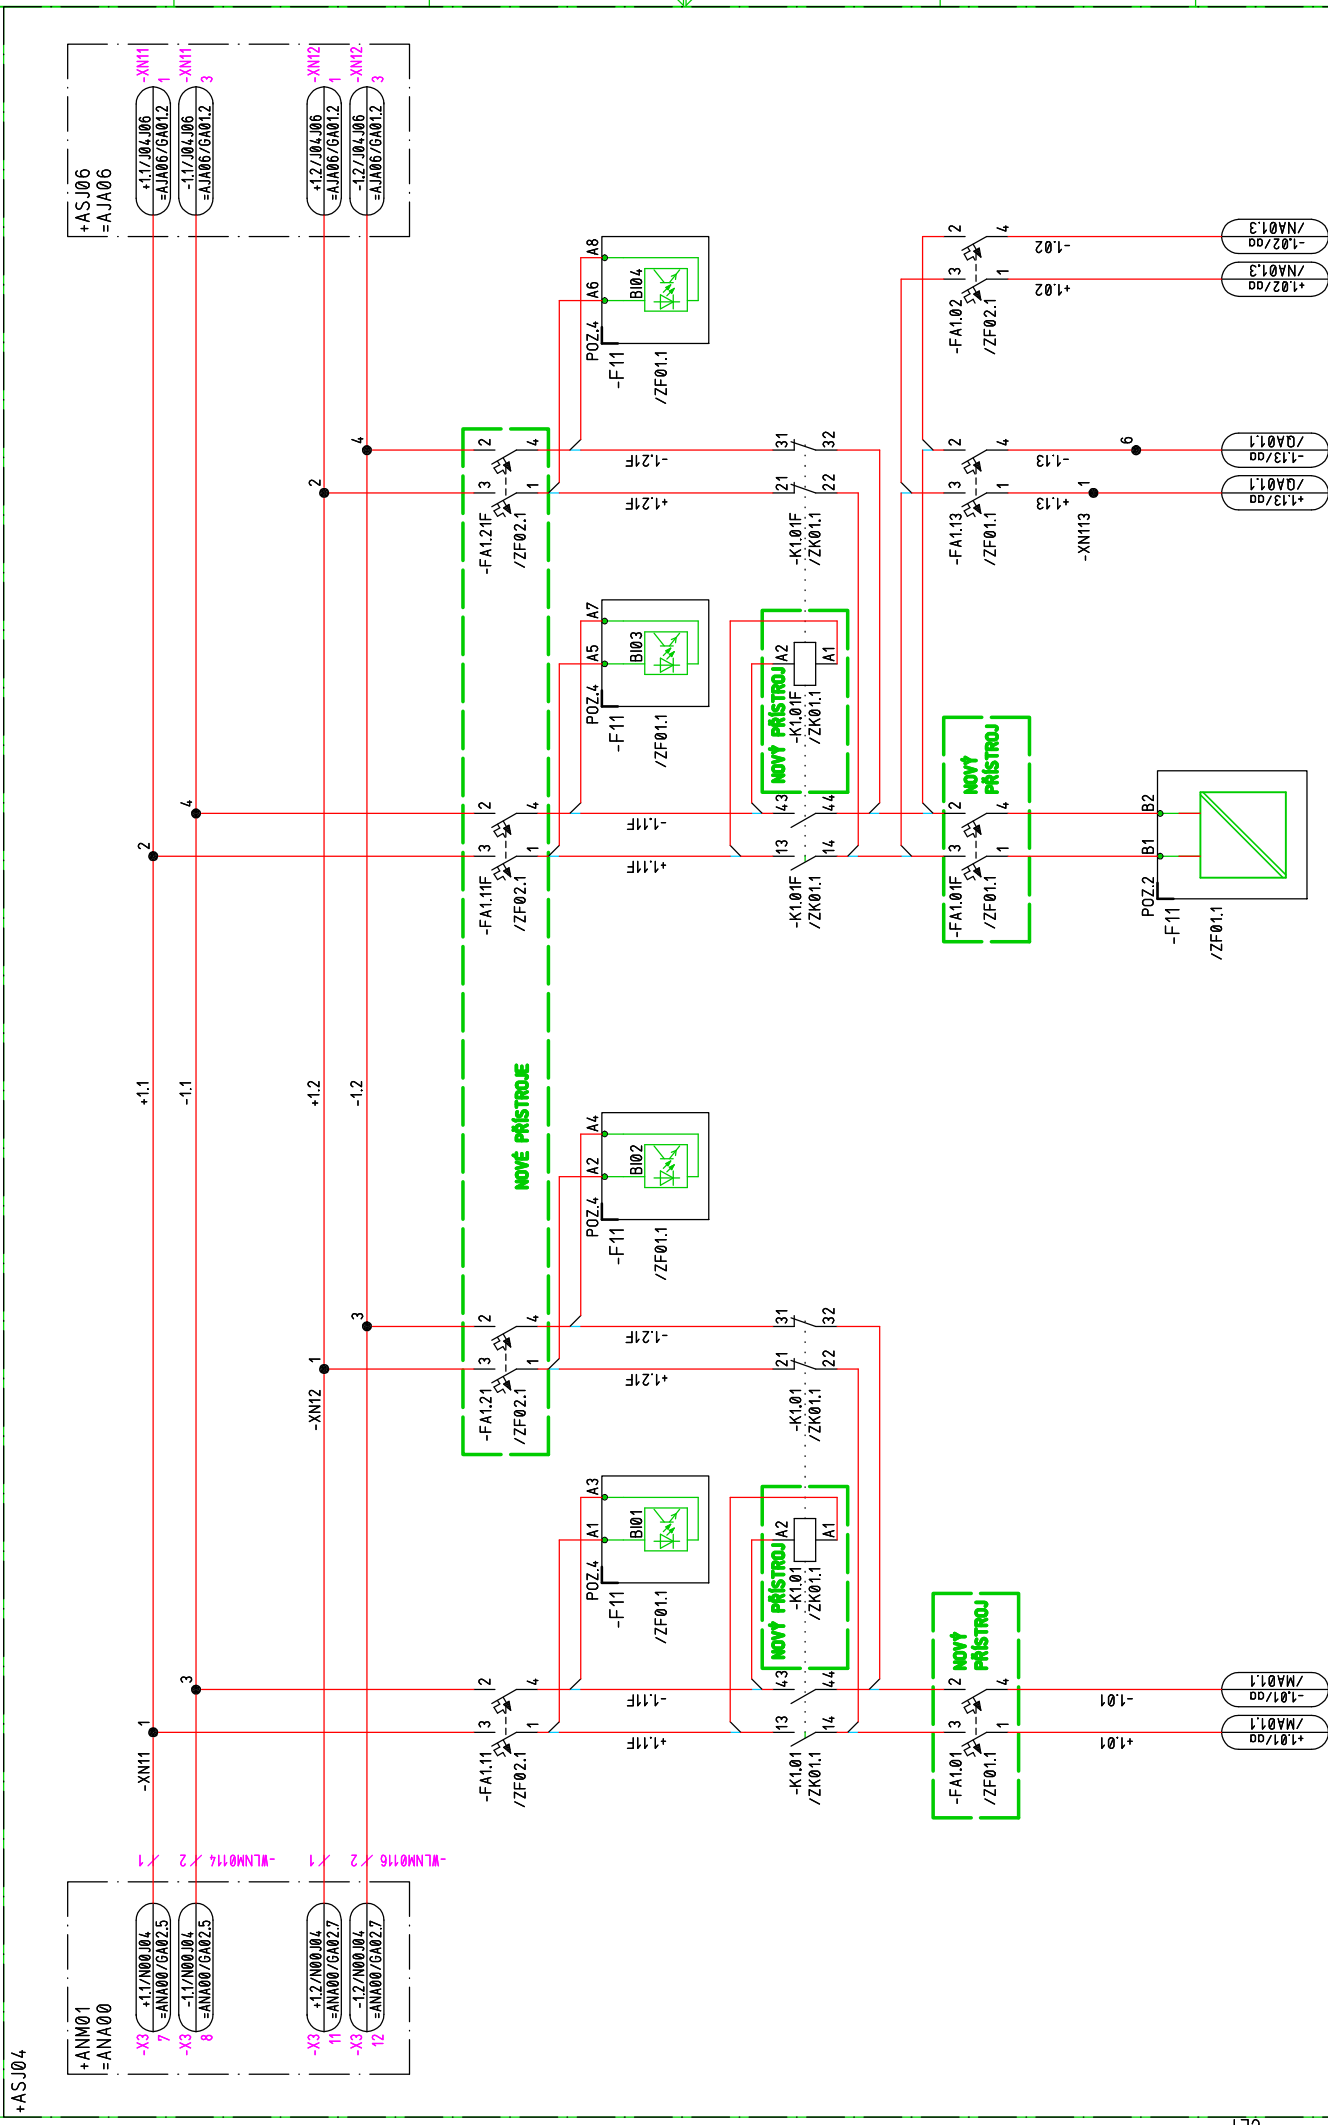 +ASJ04
+ANM01
=ANA00
-X3
7
+1.1/N00J04
=ANA00/GA02.5
-X3
8
-1.1/N00J04
=ANA00/GA02.5
-X3
11
+1.2/N00J04
=ANA00/GA02.7
-X3
12
-1.2/N00J04
=ANA00/GA02.7
1
2
-WLNM0114
1
2
-WLNM0116
-XN11
1
3
-XN12
1
3
+1.1
-1.1
+1.2
-1.2
2
4
2
4
+ASJ06
=AJA06
+1.1/J04J06
=AJA06/GA01.2
-XN11
1
-1.1/J04J06
=AJA06/GA01.2
-XN11
3
+1.2/J04J06
=AJA06/GA01.2
-XN12
1
-1.2/J04J06
=AJA06/GA01.2
-XN12
3
-FA1.11
/ZF02.1
3
1
2
4
NOVÉ PŘÍSTROJE
-FA1.21
/ZF02.1
3
1
2
4
-FA1.11F
/ZF02.1
3
1
2
4
-FA1.21F
/ZF02.1
3
1
2
4
POZ.4
A1
A3
-F11
BI01
/ZF01.1
POZ.4
A2
A4
-F11
BI02
/ZF01.1
POZ.4
A5
A7
-F11
BI03
/ZF01.1
POZ.4
A6
A8
-F11
BI04
/ZF01.1
+1.11F
-1.11F
+1.21F
-1.21F
+1.11F
-1.11F
+1.21F
-1.21F
-K1.01
/ZK01.1
13
14
43
44
NOVÝ PŘÍSTROJ
-K1.01
/ZK01.1
A2
A1
-K1.01
/ZK01.1
21
22
31
32
-K1.01F
/ZK01.1
13
14
43
44
NOVÝ PŘÍSTROJ
-K1.01F
/ZK01.1
A2
A1
-K1.01F
/ZK01.1
21
22
31
32
-FA1.01
/ZF01.1
3
1
2
4
NOVÝ
PŘÍSTROJ
-FA1.01F
/ZF01.1
3
1
2
4
NOVÝ
PŘÍSTROJ
-FA1.13
/ZF01.1
3
1
2
4
-FA1.02
/ZF02.1
3
1
2
4
+1.01
-1.01
+1.13
-1.13
+1.02
-1.02
-XN113
1
6
POZ.2
B1
B2
-F11
/ZF01.1
+1.01/aa
/MA01.1
-1.01/aa
/MA01.1
+1.13/aa
/QA01.1
-1.13/aa
/QA01.1
+1.02/aa
/NA01.3
-1.02/aa
/NA01.3